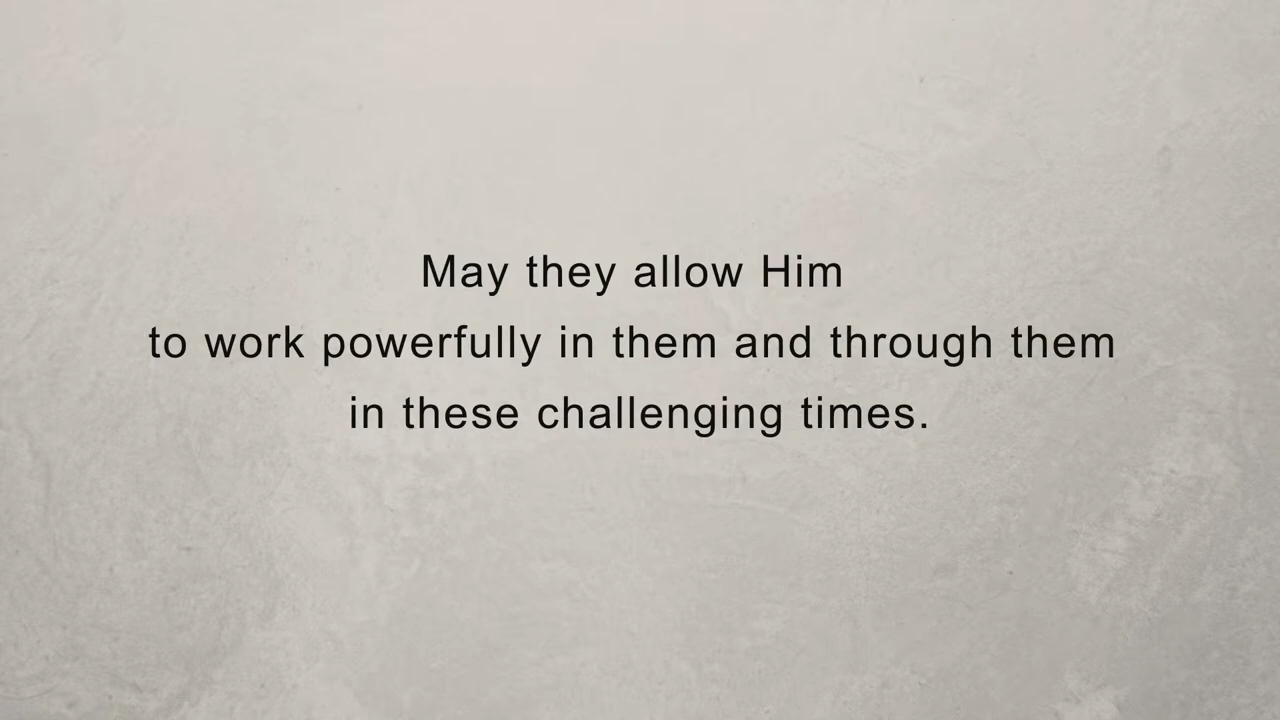 May they allow Him
to work powerfully in them and through them
in these challenging times.